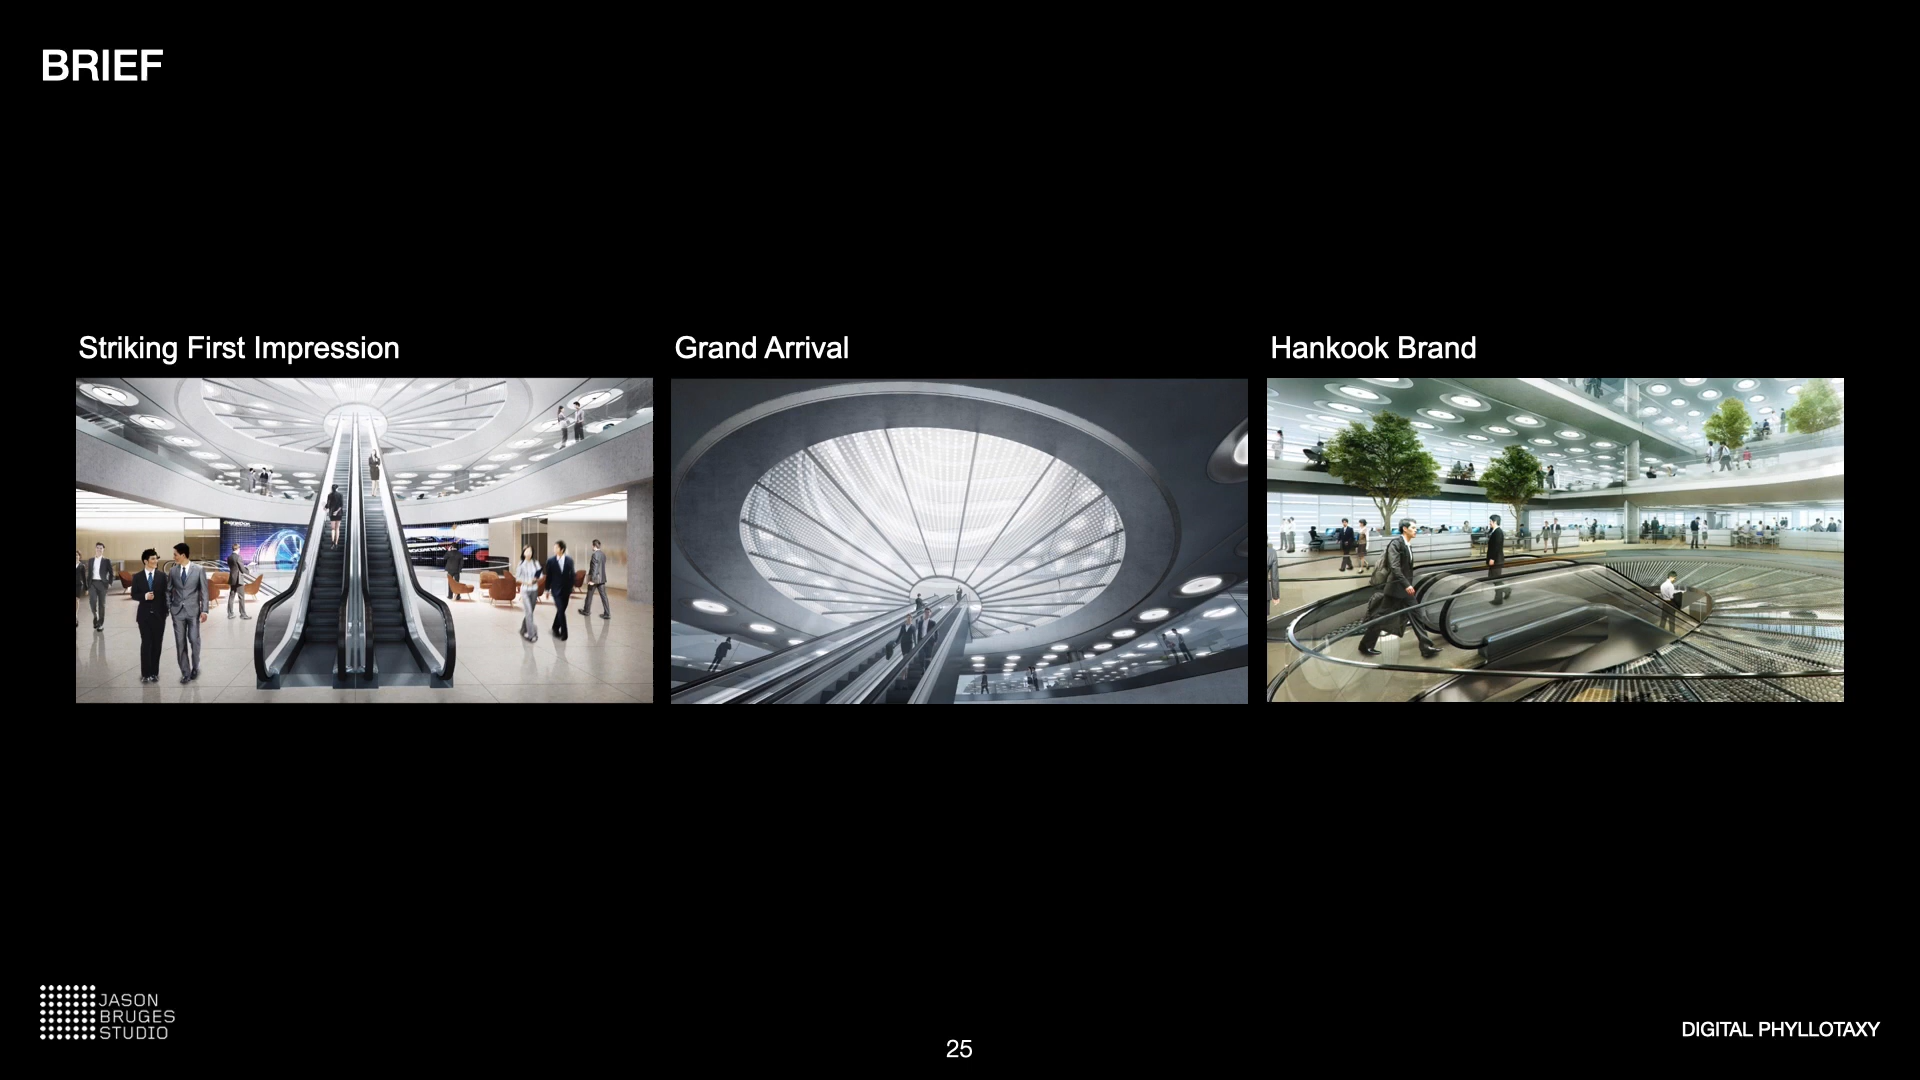 BRIEF
Striking First Impression
Grand Arrival
Hankook Brand
JASON
BRUGES
STUDIO
25
DIGITAL PHYLLOTAXY